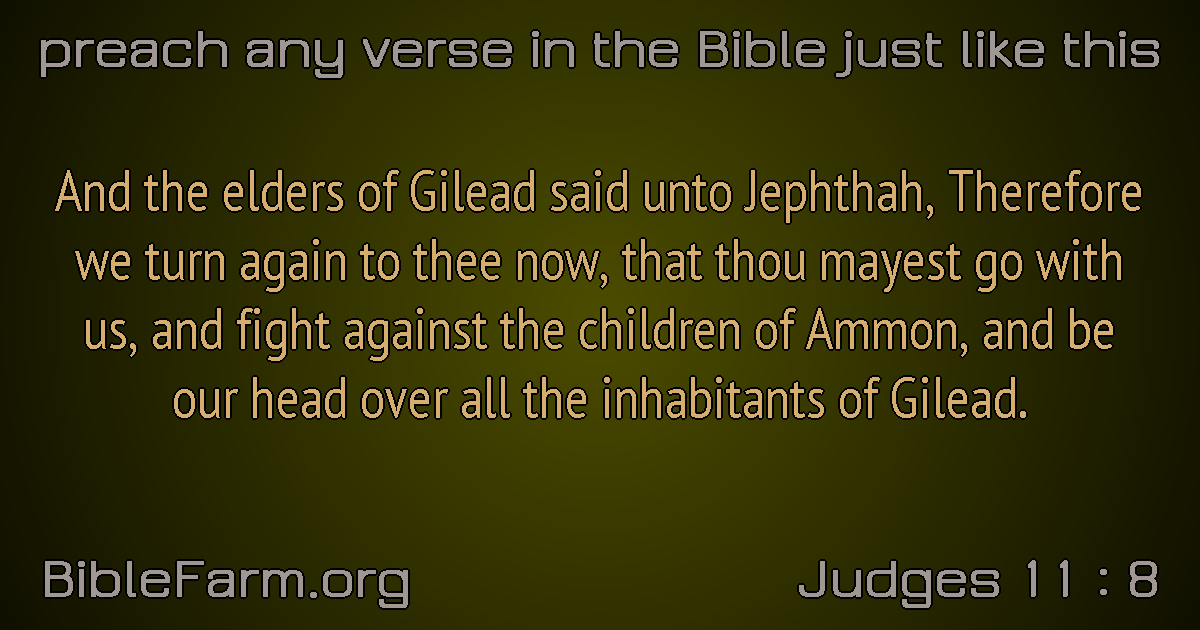 preach any verse in the Bible just like this
And the elders of Gilead said unto Jephthah, Therefore
we turn again to thee now, that thou mayest go with
us, and fight against the children of Ammon, and be
our head over all the inhabitants of Gilead.
BibleFarm.org
Judges 11 : 8